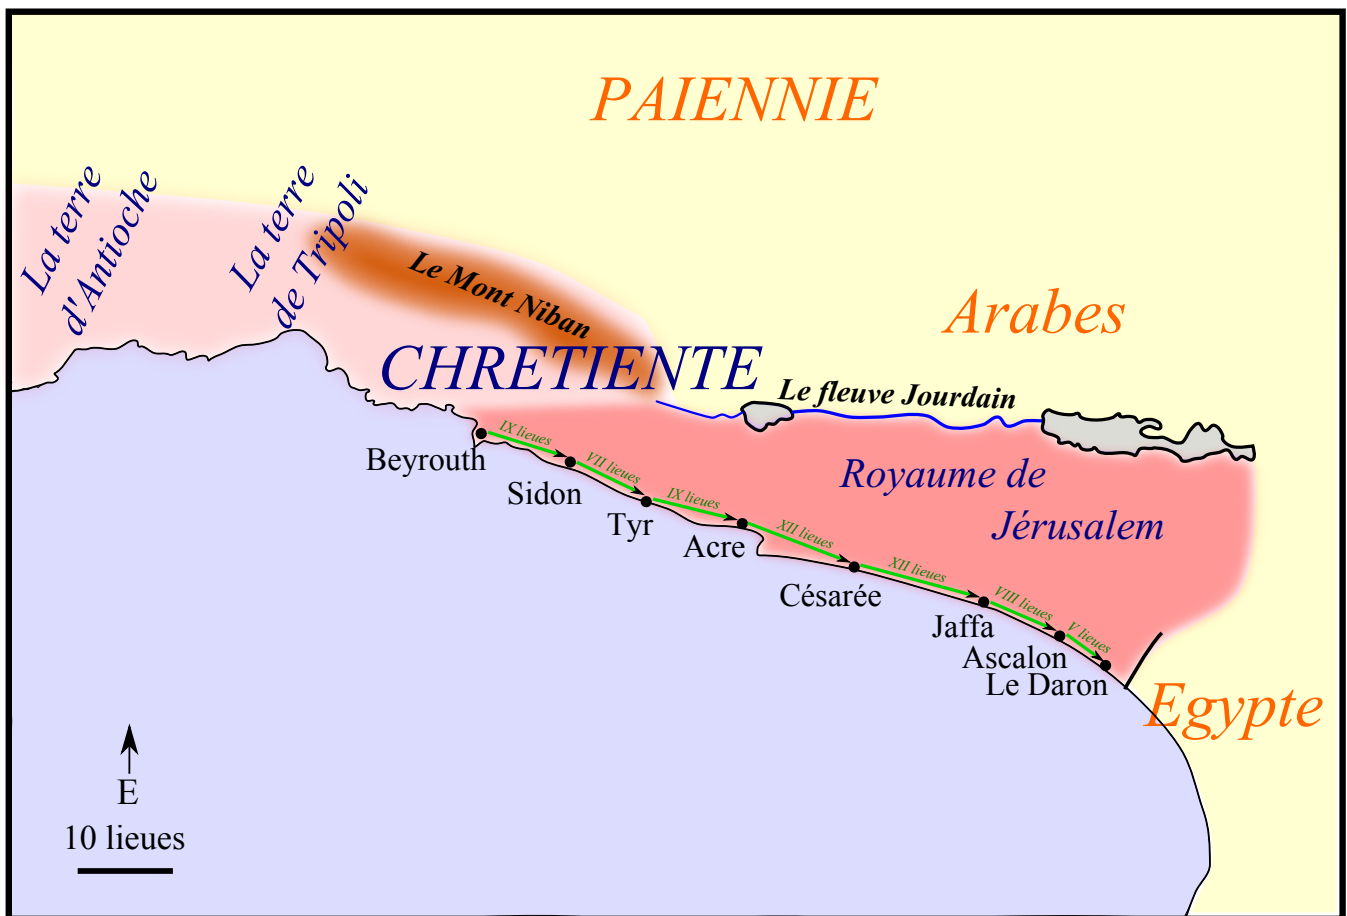 PAIENNIE
La terre
d'Antioche
La terre
de Tripoli
Le Mont Niban
Arabes
CHRETIENTE
Le fleuve Jourdain
IX lieues
Beyrouth
VII lieues
Sidon
IX lieues
Tyr
XII lieues
Acre
Royaume de
Jérusalem
XII lieues
Césarée
VIII lieues
Jaffa
V lieues
Ascalon
Le Daron
Egypte
E
10 lieues